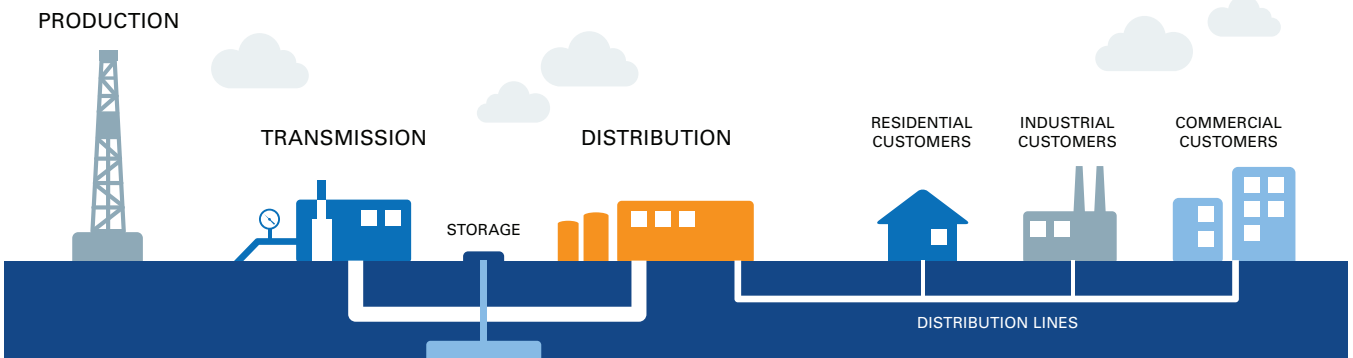 PRODUCTION
TRANSMISSION
STORAGE
DISTRIBUTION
RESIDENTIAL
CUSTOMERS
INDUSTRIAL
CUSTOMERS
COMMERCIAL
CUSTOMERS
DISTRIBUTION LINES